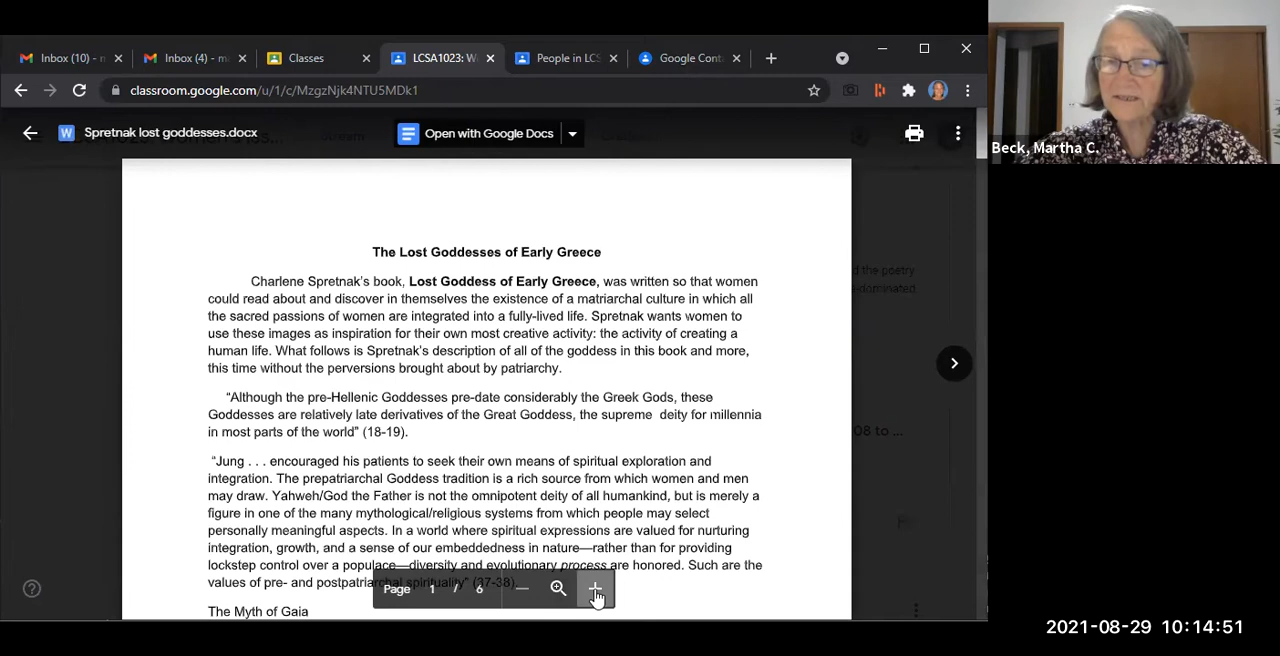 Inbox (10) - n
Inbox (4) - m
Classes
LCSA1023: W
People in LCS
Google Cont
classroom.google.com/u/1/c/MzgzNjk4NTU5MDk1
W Spretnak lost goddesses.docx
Open with Google Docs
Beck, Martha C.
The Lost Goddesses of Early Greece
Charlene Spretnak's book, Lost Goddess of Early Greece, was written so that women
could read about and discover in themselves the existence of a matriarchal culture in which all
the sacred passions of women are integrated into a fully-lived life. Spretnak wants women to
use these images as inspiration for their own most creative activity: the activity of creating a
human life. What follows is Spretnak's description of all of the goddess in this book and more,
this time without the perversions brought about by patriarchy.
“Although the pre-Hellenic Goddesses pre-date considerably the Greek Gods, these
Goddesses are relatively late derivatives of the Great Goddess, the supreme deity for millennia
in most parts of the world” (18-19).
“Jung . . . encouraged his patients to seek their own means of spiritual exploration and
integration. The prepatriarchal Goddess tradition is a rich source from which women and men
may draw. Yahweh/God the Father is not the omnipotent deity of all humankind, but is merely a
figure in one of the many mythological/religious systems from which people may select
personally meaningful aspects. In a world where spiritual expressions are valued for nurturing
integration, growth, and a sense of our embeddedness in nature—rather than for providing
lockstep control over a populace—diversity and evolutionary process are honored. Such are the
values of pre- and postpatriarchal spirituality” (37-38).
The Myth of Gaia
Page 1 / 6
d the poetry
-dominated
08 to ...
2021-08-29 10:14:51